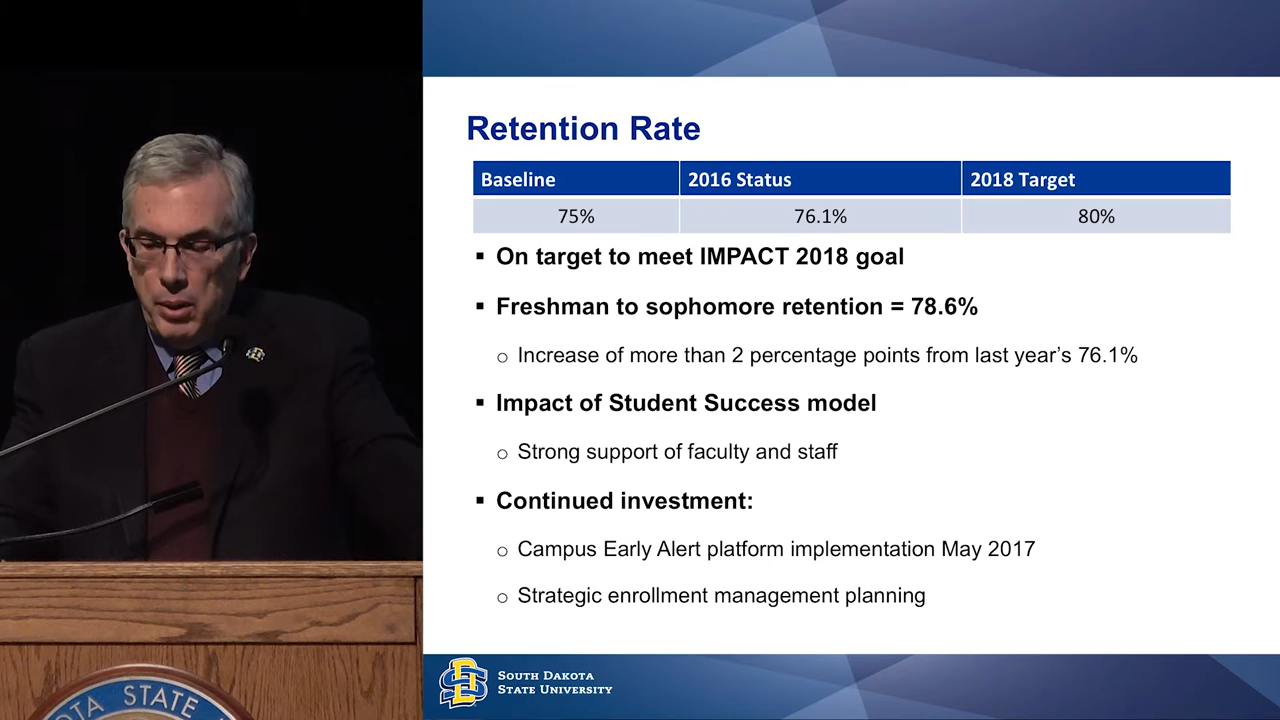 Retention Rate
Baseline 2016 Status 2018 Target
75% 76.1% 80%
▪ On target to meet IMPACT 2018 goal
▪ Freshman to sophomore retention = 78.6%
o Increase of more than 2 percentage points from last year’s 76.1%
▪ Impact of Student Success model
o Strong support of faculty and staff
▪ Continued investment:
o Campus Early Alert platform implementation May 2017
o Strategic enrollment management planning
SOUTH DAKOTA
STATE UNIVERSITY
STATE